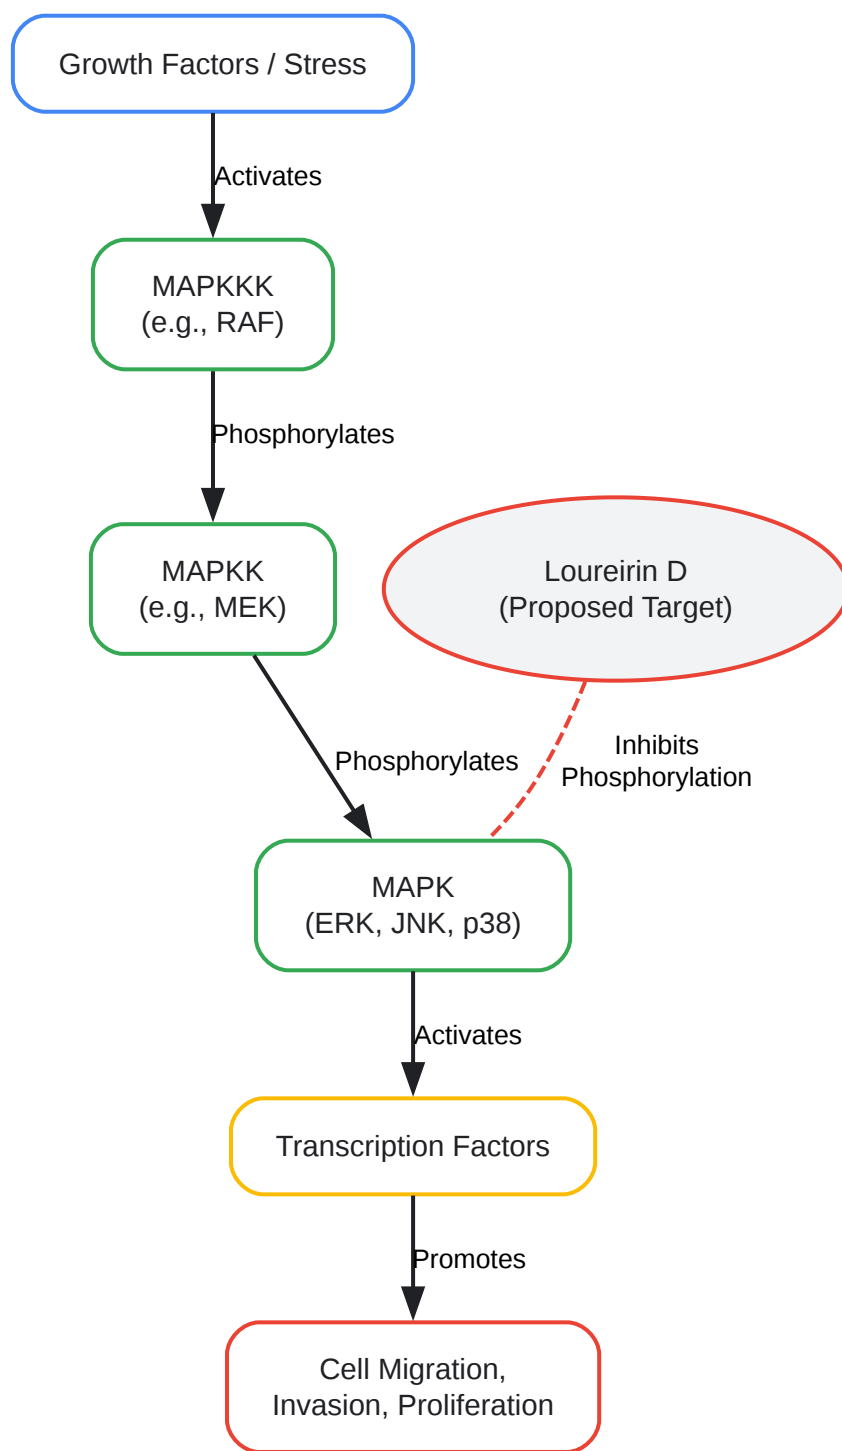 Growth Factors / Stress
Activates
MAPKKK
(e.g., RAF)
Phosphorylates
MAPKK
(e.g., MEK)
Loureirin D
(Proposed Target)
Phosphorylates
Inhibits
Phosphorylation
MAPK
(ERK, JNK, p38)
Activates
Transcription Factors
Promotes
Cell Migration,
Invasion, Proliferation